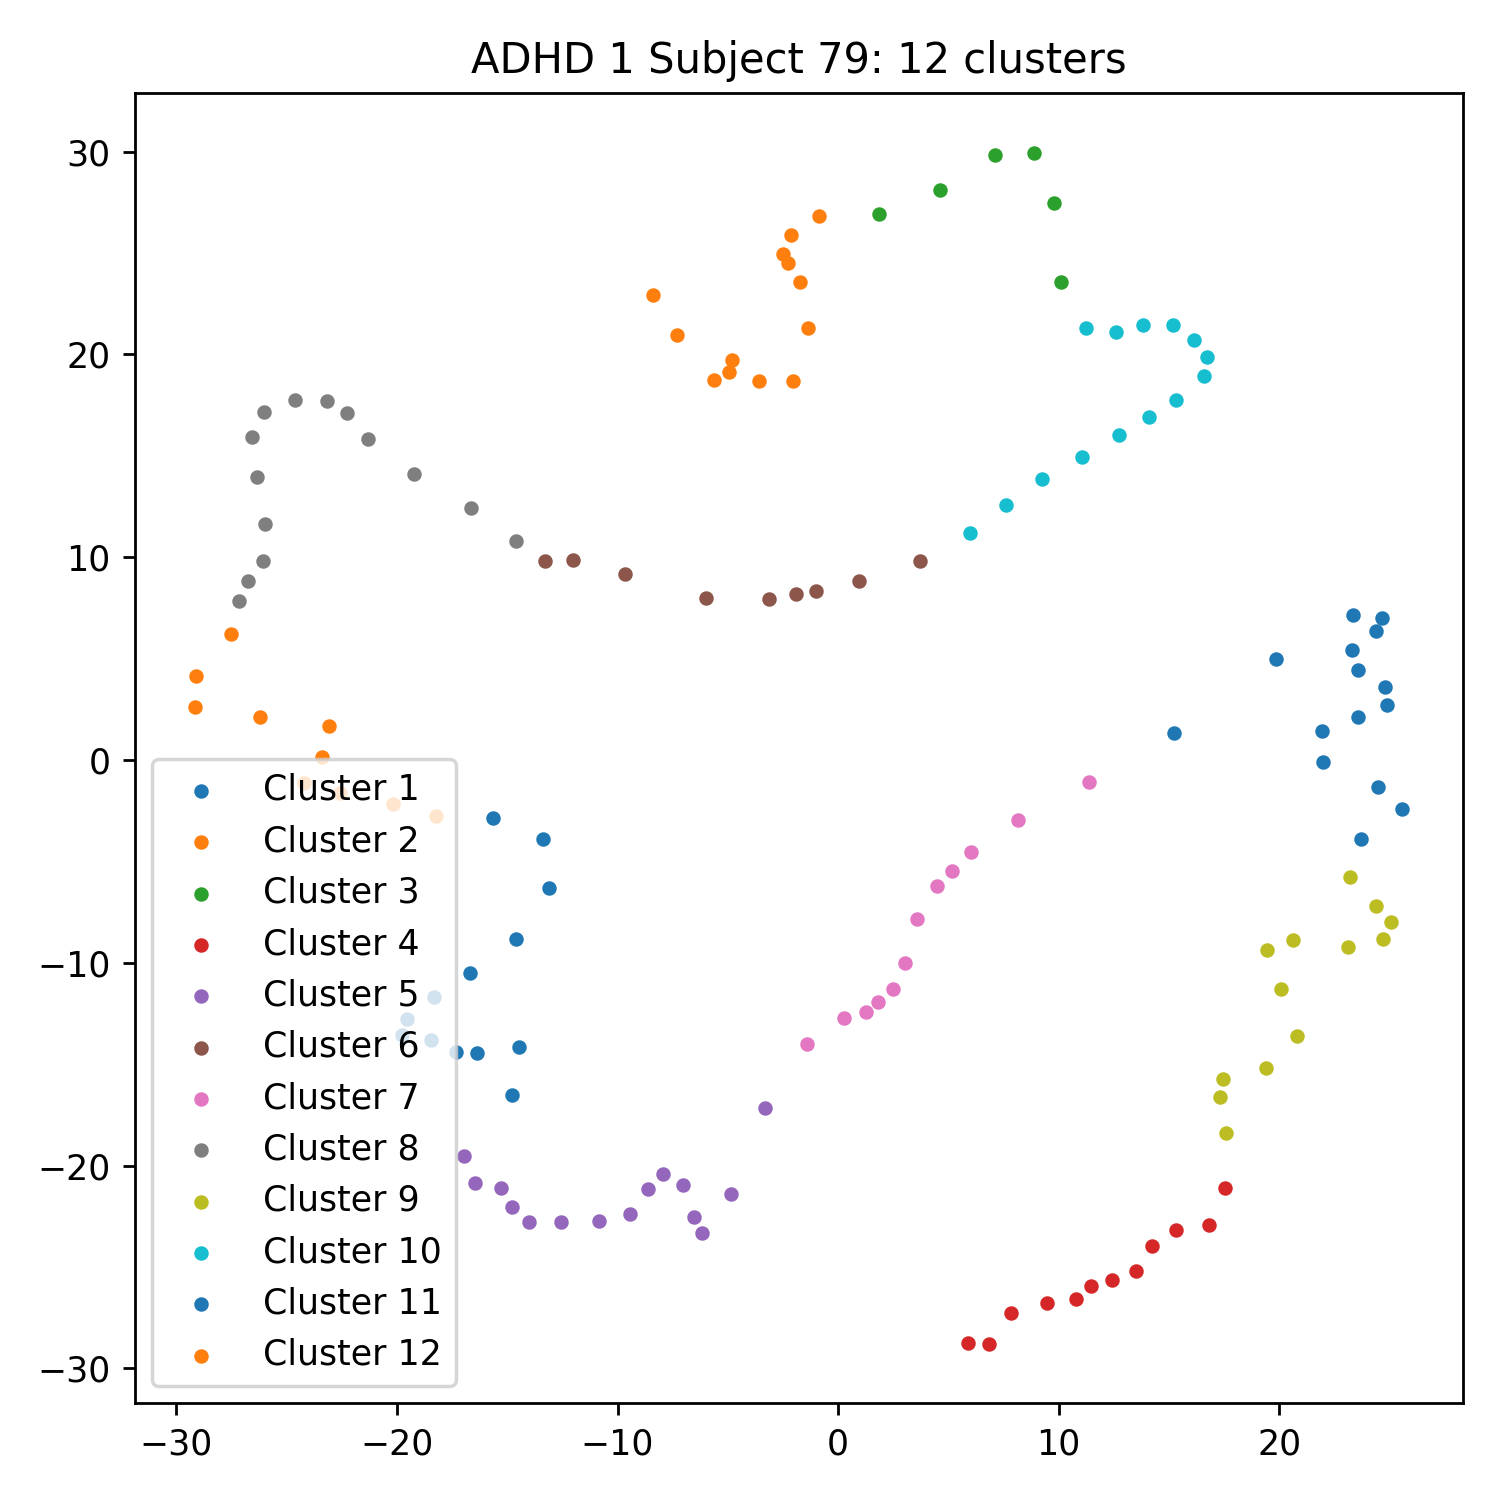 ADHD 1 Subject 79: 12 clusters
30
20
10
0
−10
−20
−30
Cluster 1
Cluster 2
Cluster 3
Cluster 4
Cluster 5
Cluster 6
Cluster 7
Cluster 8
Cluster 9
Cluster 10
Cluster 11
Cluster 12
−30 −20 −10 0 10 20